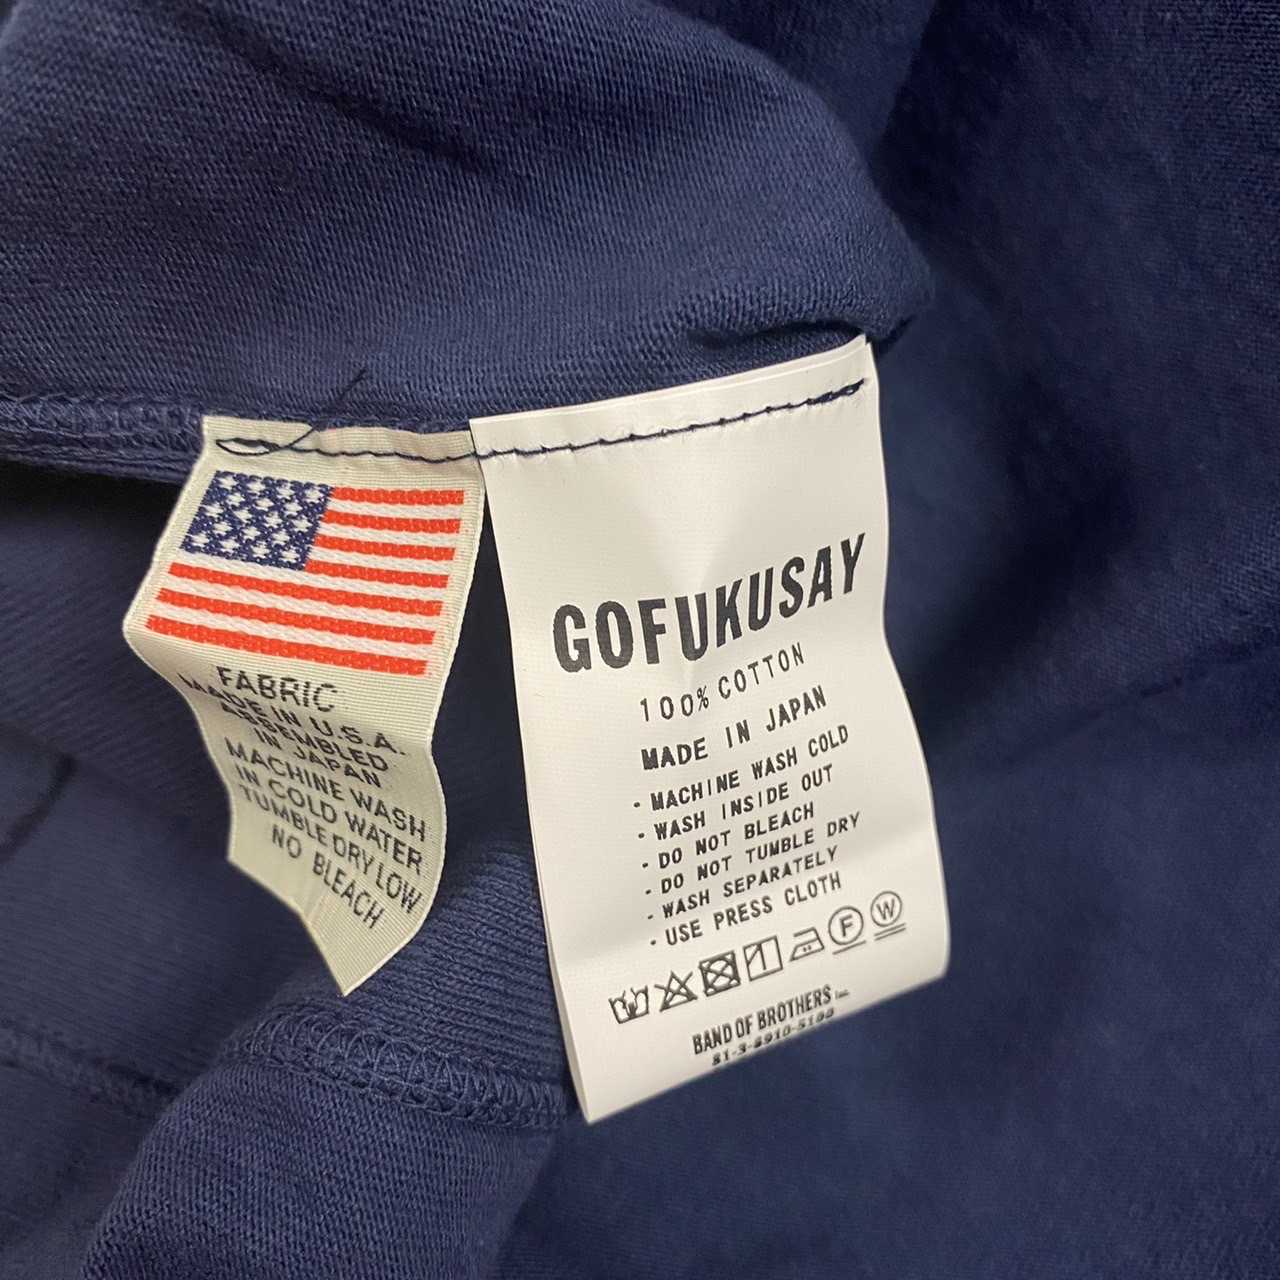 FABRIC
MADE IN U.S.A.
ASSEMBLED
IN JAPAN
MACHINE WASH
IN COLD WATER
TUMBLE DRY LOW
NO BLEACH
GOFUKUSAY
100% COTTON
MADE IN JAPAN
· MACHINE WASH COLD
· WASH INSIDE OUT
· DO NOT BLEACH
· DO NOT TUMBLE DRY
· WASH SEPARATELY
· USE PRESS CLOTH
F W
BAND OF BROTHERS Inc.